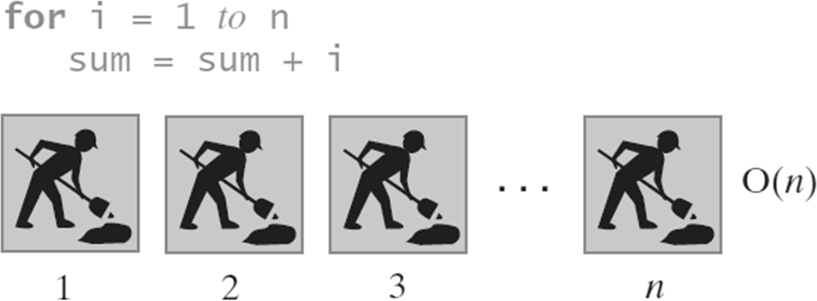 for i = 1 to n
sum = sum + i
... O(n)
1 2 3 n